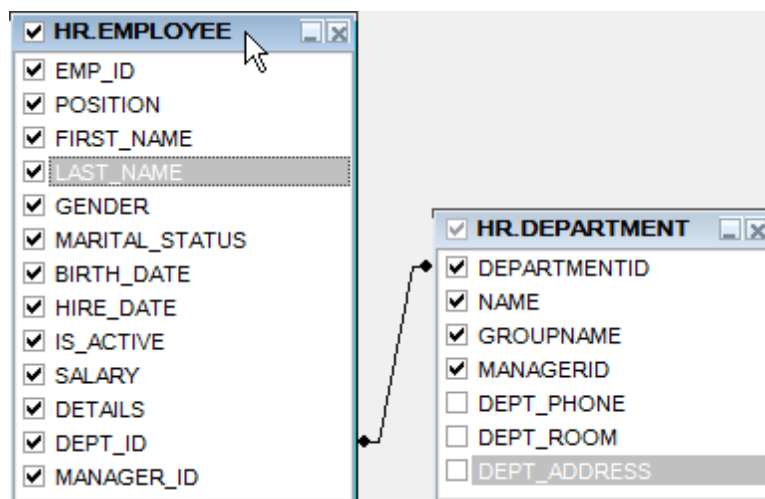 HR.EMPLOYEE
EMP_ID
POSITION
FIRST_NAME
LAST_NAME
GENDER
MARITAL_STATUS
BIRTH_DATE
HIRE_DATE
IS_ACTIVE
SALARY
DETAILS
DEPT_ID
MANAGER_ID
HR.DEPARTMENT
DEPARTMENTID
NAME
GROUPNAME
MANAGERID
DEPT_PHONE
DEPT_ROOM
DEPT_ADDRESS